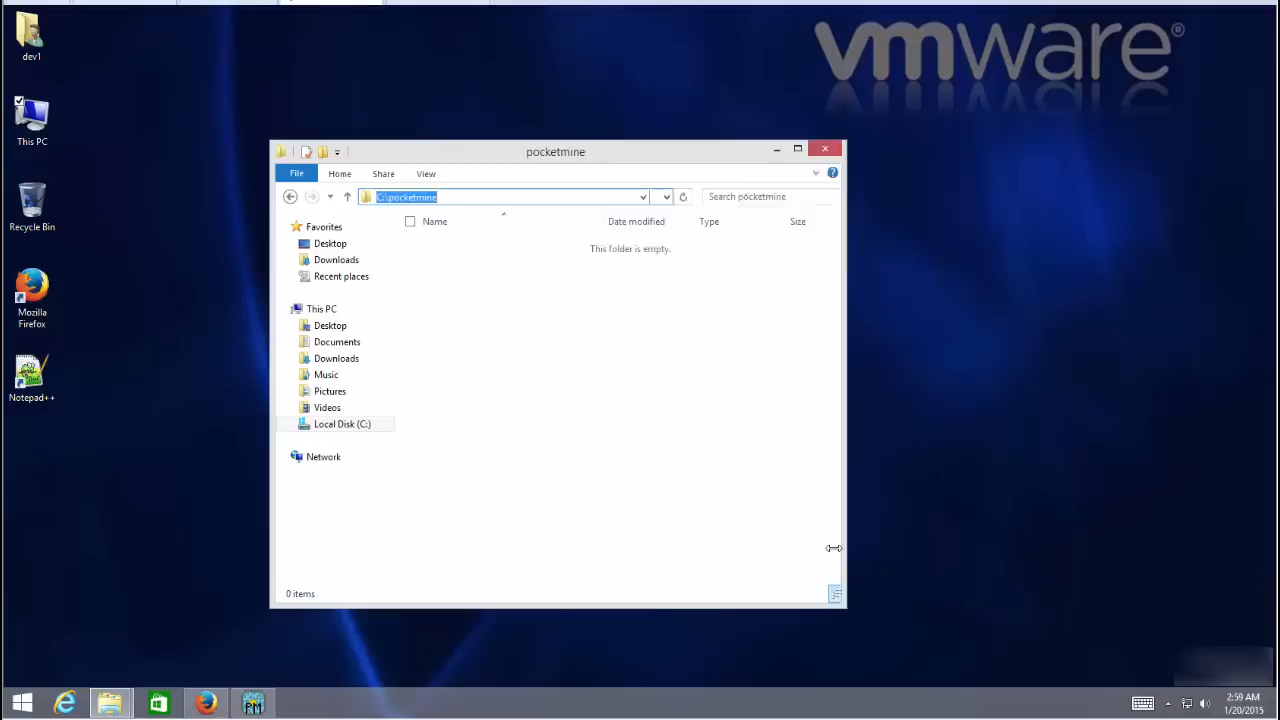 vmware®
dev1
This PC
Recycle Bin
Mozilla
Firefox
Notepad++
pocketmine
File Home Share View
C:\pocketmine
Search pocketmine
Name Date modified Type Size
This folder is empty.
Favorites
Desktop
Downloads
Recent places
This PC
Desktop
Documents
Downloads
Music
Pictures
Videos
Local Disk (C:)
Network
0 items
PM
2:59 AM
1/20/2015